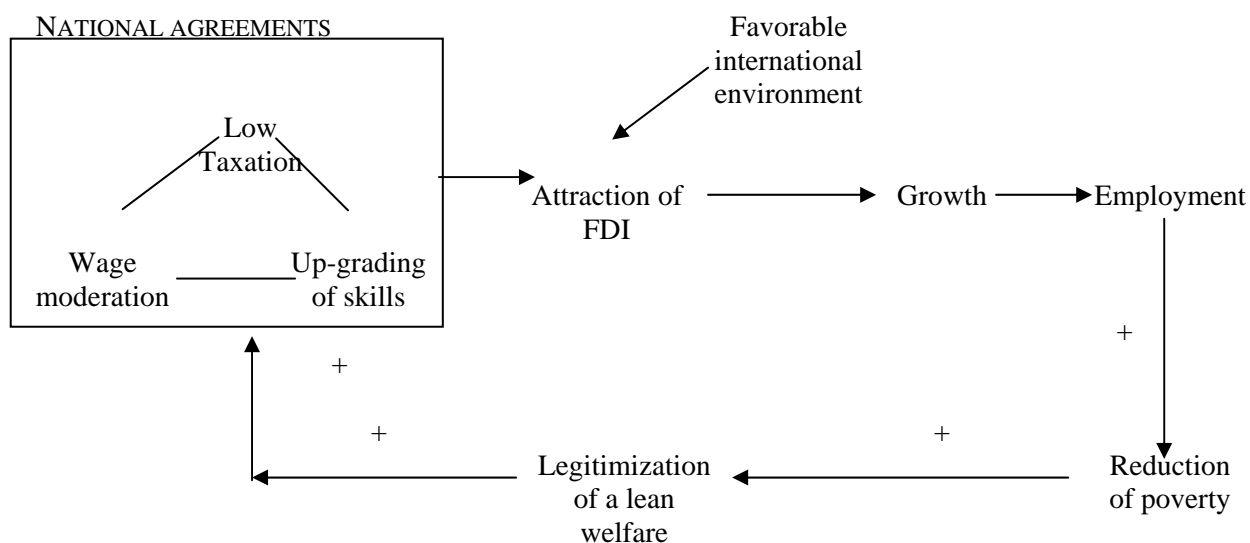 NATIONAL AGREEMENTS
Favorable
international
environment
Low
Taxation
Attraction of
FDI
Growth
Employment
Wage
moderation
Up-grading
of skills
+
+
+
+
Legitimization
of a lean
welfare
Reduction
of poverty